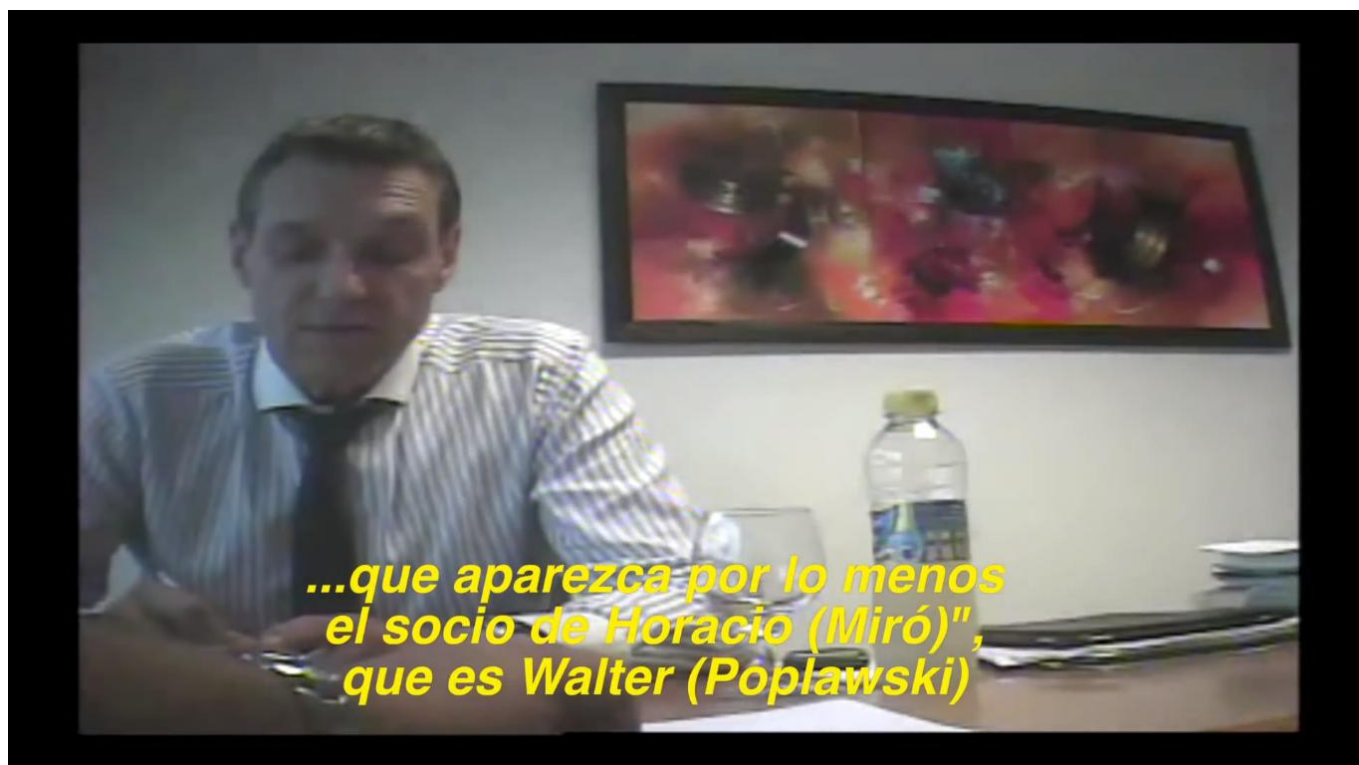 ...que aparezca por lo menos
el socio de Horacio (Miró)",
que es Walter (Poplawski)